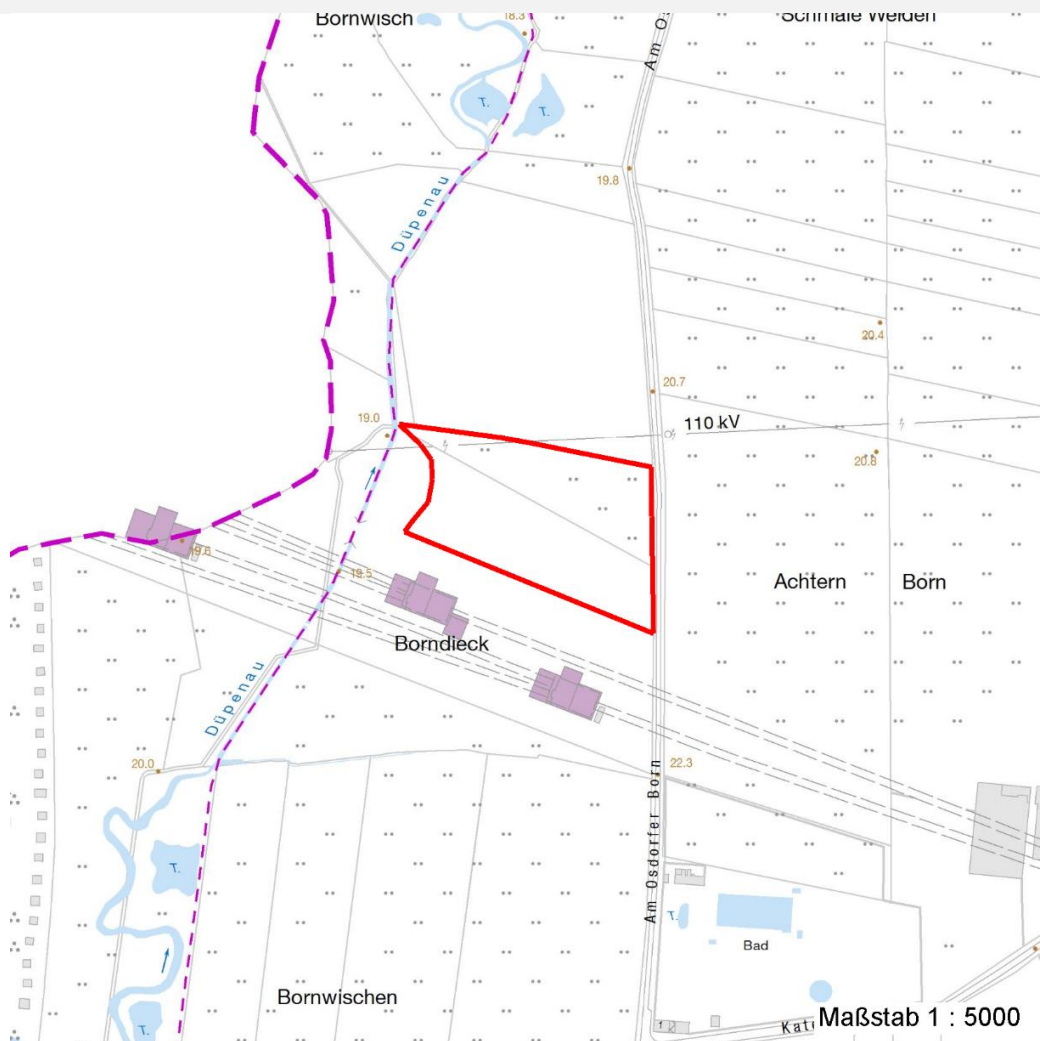 Bornwisch
18.3
Schmale Weiden
Am O
T.
T.
19.8
Düpenau
20.4
20.7
19.0
110 kV
20.8
19.6
19.5
Achtern Born
Borndieck
Düpenau
20.0
22.3
Am Osdorfer Born
T.
T.
Bad
Bornwischen
T.
1
Kat
Maßstab 1 : 5000